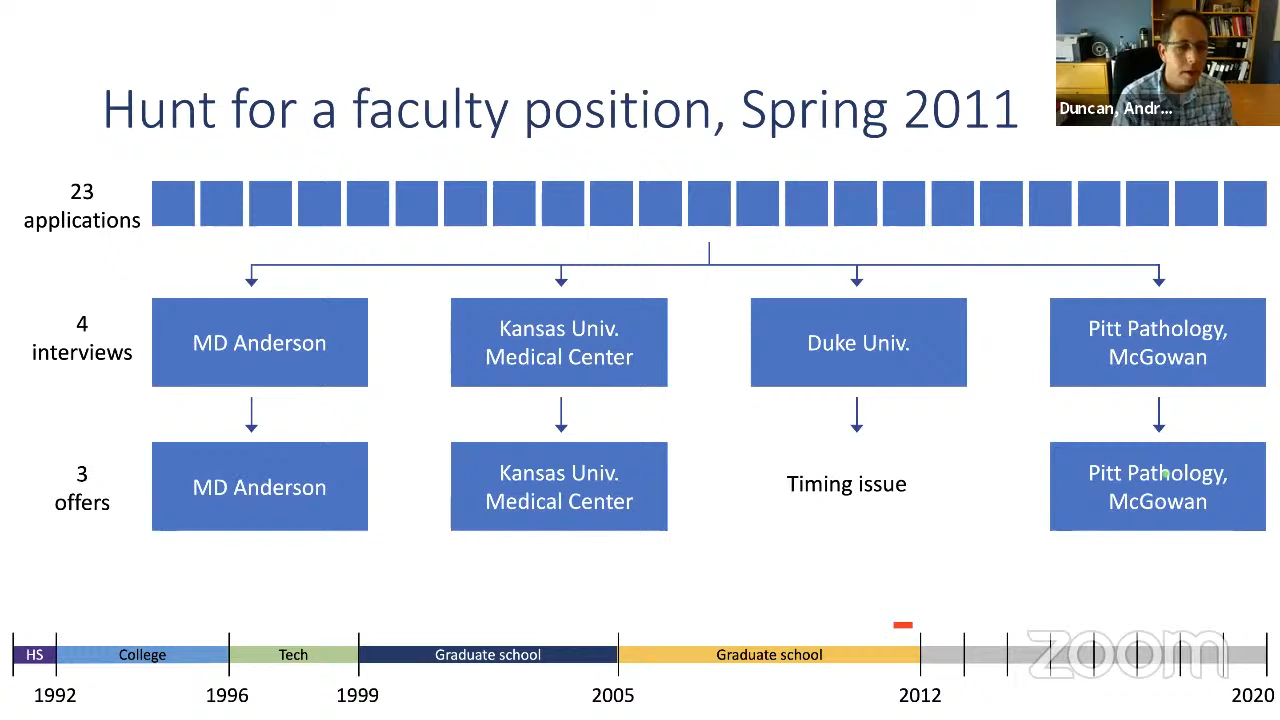 Hunt for a faculty position, Spring 2011
Duncan, Andr...
23
applications
4
interviews
MD Anderson
Kansas Univ.
Medical Center
Duke Univ.
Pitt Pathology,
McGowan
3
offers
MD Anderson
Kansas Univ.
Medical Center
Timing issue
Pitt Pathology,
McGowan
HS
College
Tech
Graduate school
Graduate school
zoom
1992
1996
1999
2005
2012
2020